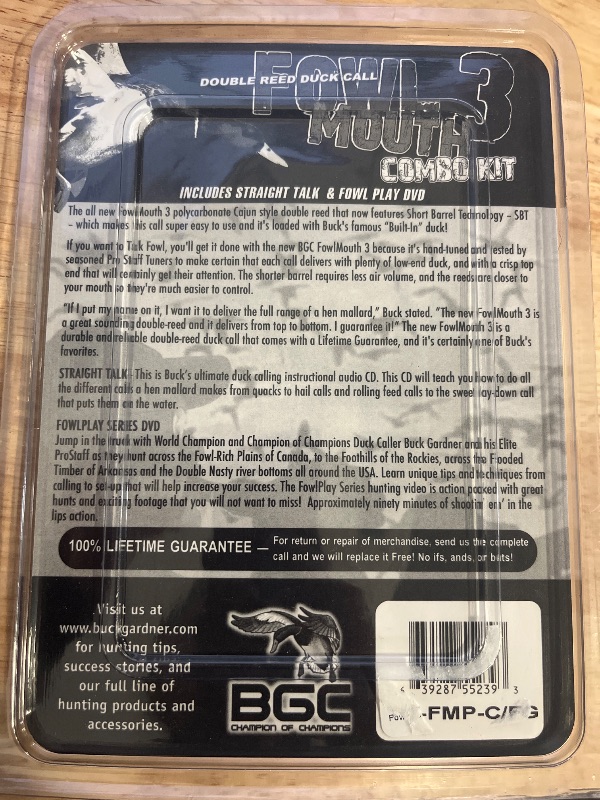 DOUBLE REED DUCK CALL
FOWL 3
MOUTH
COMBO KIT
INCLUDES STRAIGHT TALK & FOWL PLAY DVD
The all new FowlMouth 3 polycarbonate Cajun style double reed that now features Short Barrel Technology – SBT
– which makes this call super easy to use and it's loaded with Buck's famous "Built-In" duck!
If you want to Talk Fowl, you'll get it done with the new BGC FowlMouth 3 because it's hand-tuned and tested by
seasoned Pro Staff Tuners to make certain that each call delivers with plenty of low-end duck, and with a crisp top
end that will certainly get their attention. The shorter barrel requires less air volume, and the reeds are closer to
your mouth so they're much easier to control.
"If I put my name on it, I want it to deliver the full range of a hen mallard," Buck stated. "The new FowlMouth 3 is
a great sounding double-reed and it delivers from top to bottom. I guarantee it!" The new FowlMouth 3 is a
durable and reliable double-reed duck call that comes with a Lifetime Guarantee, and it's certainly one of Buck's
favorites.
STRAIGHT TALK - This is Buck's ultimate duck calling instructional audio CD. This CD will teach you how to do all
the different calls a hen mallard makes from quacks to hail calls and rolling feed calls to the sweet lay-down call
that puts them on the water.
FOWLPLAY SERIES DVD
Jump in the truck with World Champion and Champion of Champions Duck Caller Buck Gardner and his Elite
ProStaff as they hunt across the Fowl-Rich Plains of Canada, to the Foothills of the Rockies, across the Flooded
Timber of Arkansas and the Double Nasty river bottoms all around the USA. Learn unique tips and techniques from
calling to set-up that will help increase your success. The FowlPlay Series hunting video is action packed with great
hunts and exciting footage that you will not want to miss! Approximately ninety minutes of shootin' em' in the
lips action.
100% LIFETIME GUARANTEE — For return or repair of merchandise, send us the complete
call and we will replace it Free! No ifs, ands, or buts!
Visit us at
www.buckgardner.com
for hunting tips,
success stories, and
our full line of
hunting products and
accessories.
BGC
CHAMPION OF CHAMPIONS
4 39287 55239 3
-FMP-C/FG